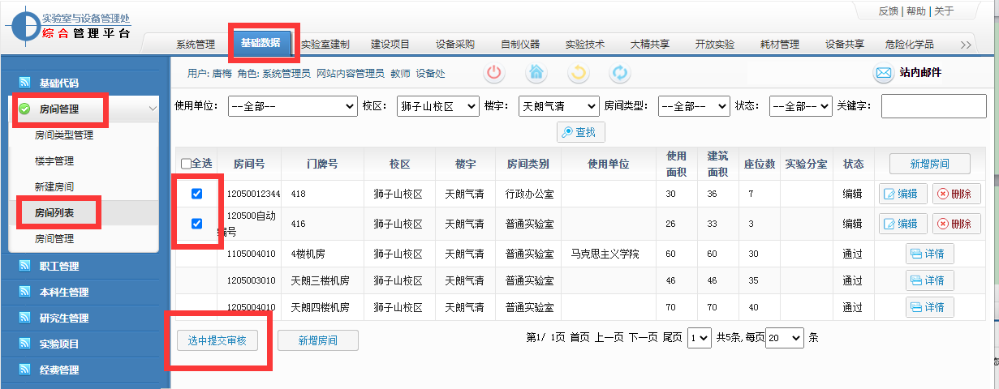 反馈 | 帮助 | 关于
实验室与设备管理处
综合管理平台
系统管理 基础数据 实验室建制 建设项目 设备采购 自制仪器 实验技术 大精共享 开放实验 耗材管理 设备共享 危险化学品 >>
用户: 唐梅 角色: 系统管理员 网站内容管理员 教师 设备处 站内邮件
基础代码
房间管理
房间类型管理
楼宇管理
新建房间
房间列表
房间管理
职工管理
本科生管理
研究生管理
实验项目
经费管理
使用单位: --全部-- 校区: 狮子山校区 楼宇: 天朗气清 房间类型: --全部-- 状态: --全部-- 关键字:
查找
全选 房间号 门牌号 校区 楼宇 房间类别 使用单位 使用面积 建筑面积 座位数 实验分室 状态 新增房间
12050012344 418 狮子山校区 天朗气清 行政办公室 30 36 7 编辑 编辑 删除
120500自动编号 416 狮子山校区 天朗气清 普通实验室 26 33 3 编辑 编辑 删除
1105004010 4楼机房 狮子山校区 天朗气清 普通实验室 马克思主义学院 60 60 30 通过 详情
1205003010 天朗三楼机房 狮子山校区 天朗气清 普通实验室 46 46 35 通过 详情
1205004010 天朗四楼机房 狮子山校区 天朗气清 普通实验室 70 70 40 通过 详情
选中提交审核 新增房间 第1/ 1页 首页 上一页 下一页 尾页 1 共5条,每页 20 条